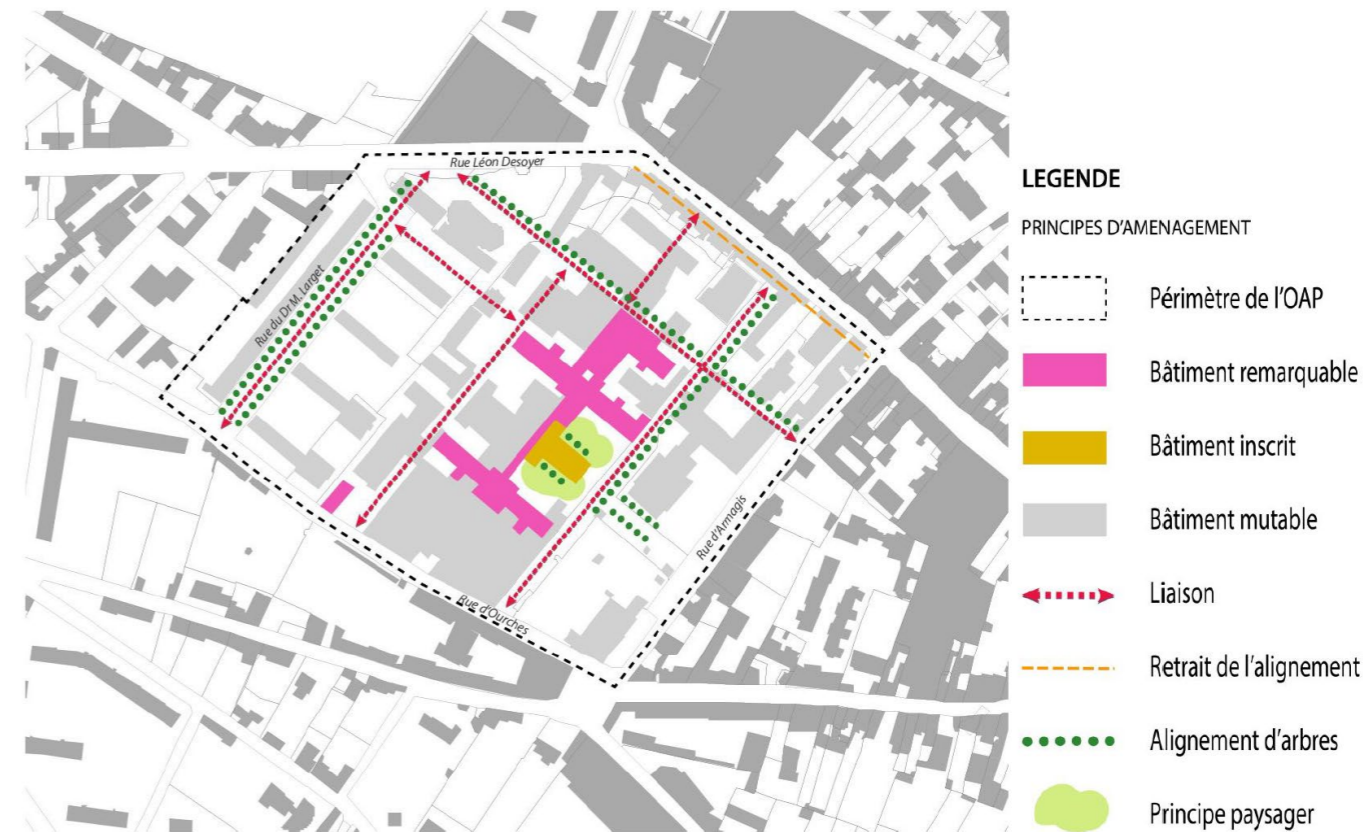 Rue Léon Desoyer
Rue du Dr M. Larget
Rue d'Armagis
Rue d'Ourches
LEGENDE
PRINCIPES D'AMENAGEMENT
Périmètre de l'OAP
Bâtiment remarquable
Bâtiment inscrit
Bâtiment mutable
Liaison
Retrait de l'alignement
Alignement d'arbres
Principe paysager